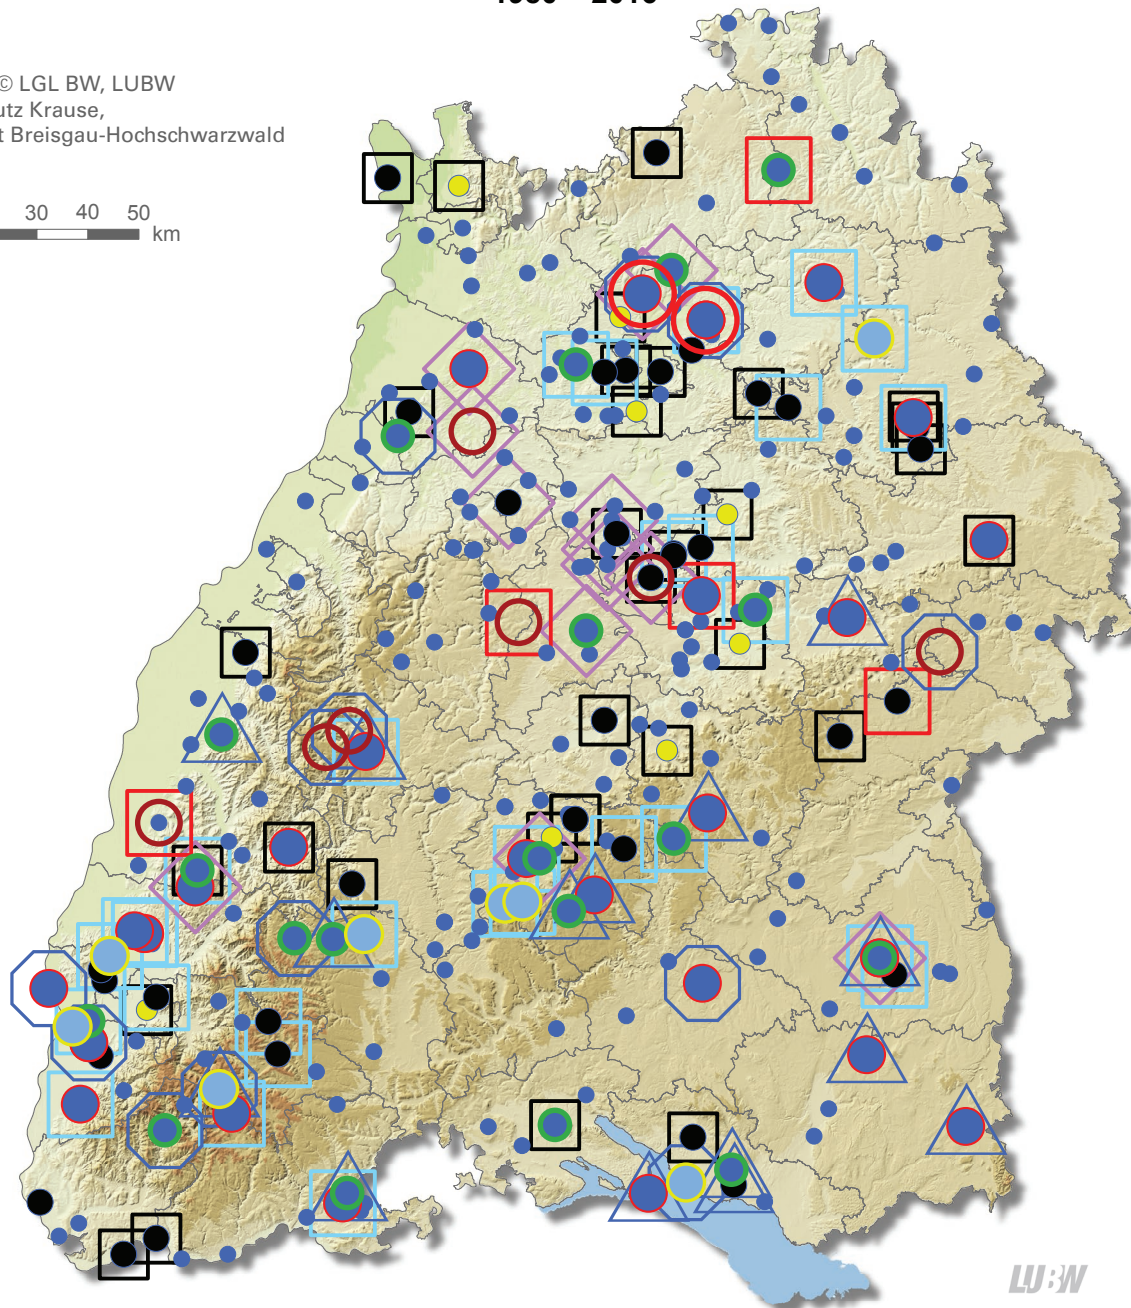 © LGL BW, LUBW
utz Krause,
t Breisgau-Hochschwarzwald
30 40 50
km
LUBW